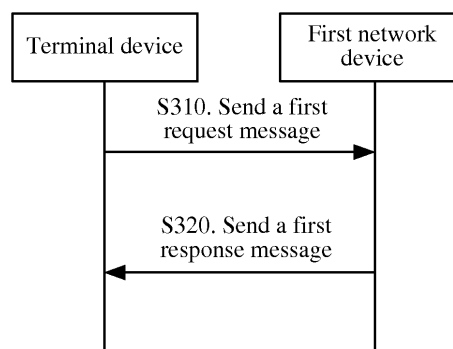 Terminal device
First network
device
S310. Send a first
request message
S320. Send a first
response message